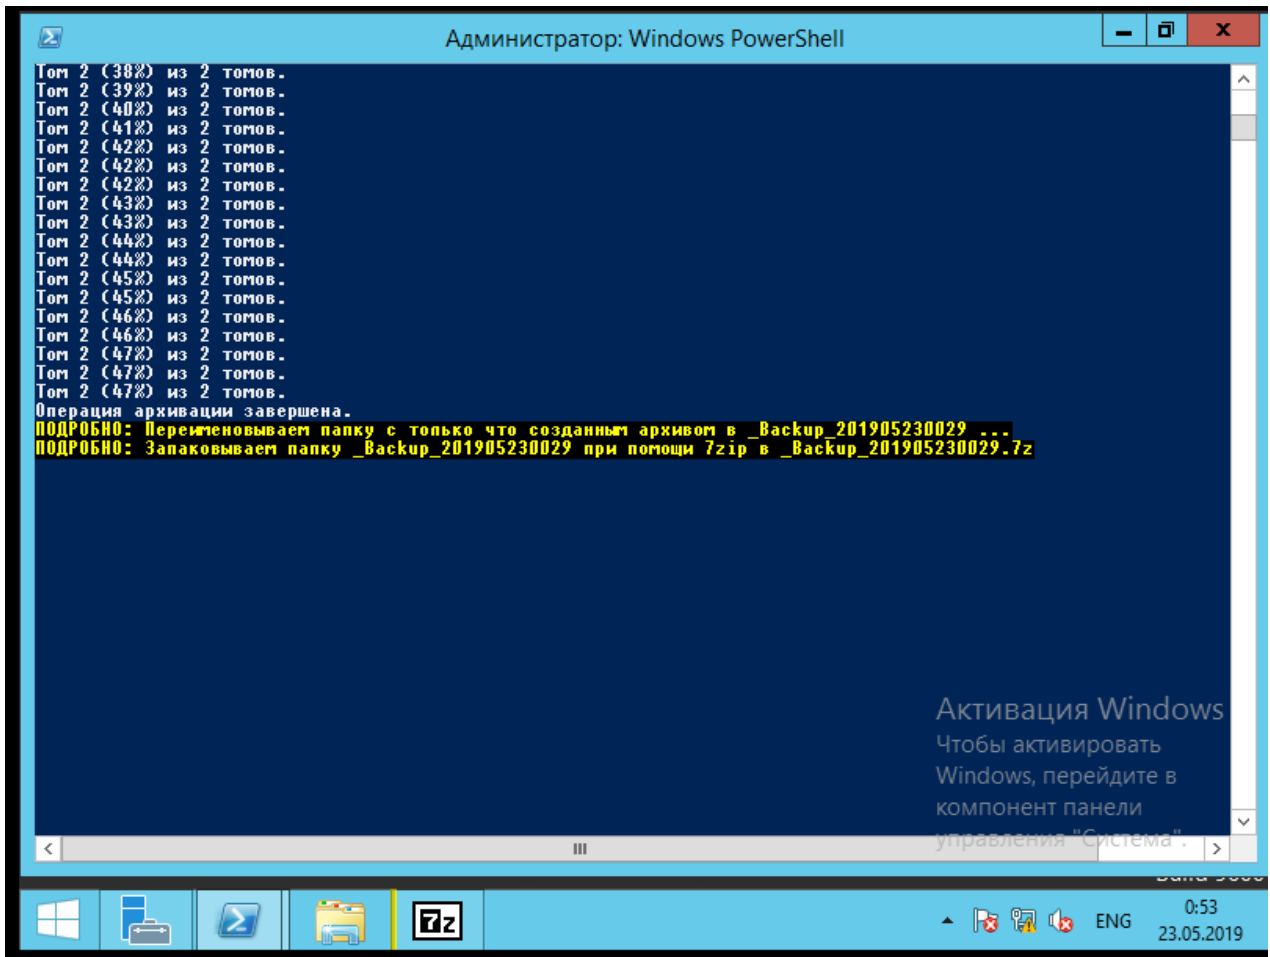 Администратор: Windows PowerShell
Том 2 (38%) из 2 томов.
Том 2 (39%) из 2 томов.
Том 2 (40%) из 2 томов.
Том 2 (41%) из 2 томов.
Том 2 (42%) из 2 томов.
Том 2 (42%) из 2 томов.
Том 2 (42%) из 2 томов.
Том 2 (43%) из 2 томов.
Том 2 (43%) из 2 томов.
Том 2 (44%) из 2 томов.
Том 2 (44%) из 2 томов.
Том 2 (45%) из 2 томов.
Том 2 (45%) из 2 томов.
Том 2 (46%) из 2 томов.
Том 2 (46%) из 2 томов.
Том 2 (47%) из 2 томов.
Том 2 (47%) из 2 томов.
Том 2 (47%) из 2 томов.
Операция архивации завершена.
ПОДРОБНО: Переименовываем папку с только что созданным архивом в _Backup_201905230029 ...
ПОДРОБНО: Запаковываем папку _Backup_201905230029 при помощи 7zip в _Backup_201905230029.7z
Активация Windows
Чтобы активировать
Windows, перейдите в
компонент панели
управления "Система".
7z
ENG
0:53
23.05.2019